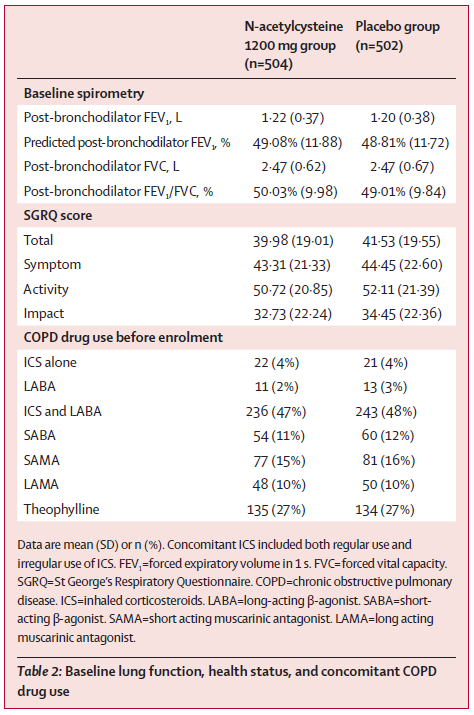 N-acetylcysteine Placebo group
1200 mg group (n=502)
(n=504)
Baseline spirometry
Post-bronchodilator FEV₁, L 1·22 (0·37) 1·20 (0·38)
Predicted post-bronchodilator FEV₁, % 49·08% (11·88) 48·81% (11·72)
Post-bronchodilator FVC, L 2·47 (0·62) 2·47 (0·67)
Post-bronchodilator FEV₁/FVC, % 50·03% (9·98) 49·01% (9·84)
SGRQ score
Total 39·98 (19·01) 41·53 (19·55)
Symptom 43·31 (21·33) 44·45 (22·60)
Activity 50·72 (20·85) 52·11 (21·39)
Impact 32·73 (22·24) 34·45 (22·36)
COPD drug use before enrolment
ICS alone 22 (4%) 21 (4%)
LABA 11 (2%) 13 (3%)
ICS and LABA 236 (47%) 243 (48%)
SABA 54 (11%) 60 (12%)
SAMA 77 (15%) 81 (16%)
LAMA 48 (10%) 50 (10%)
Theophylline 135 (27%) 134 (27%)
Data are mean (SD) or n (%). Concomitant ICS included both regular use and
irregular use of ICS. FEV₁=forced expiratory volume in 1 s. FVC=forced vital capacity.
SGRQ=St George's Respiratory Questionnaire. COPD=chronic obstructive pulmonary
disease. ICS=inhaled corticosteroids. LABA=long-acting β-agonist. SABA=short-
acting β-agonist. SAMA=short acting muscarinic antagonist. LAMA=long acting
muscarinic antagonist.
Table 2: Baseline lung function, health status, and concomitant COPD
drug use